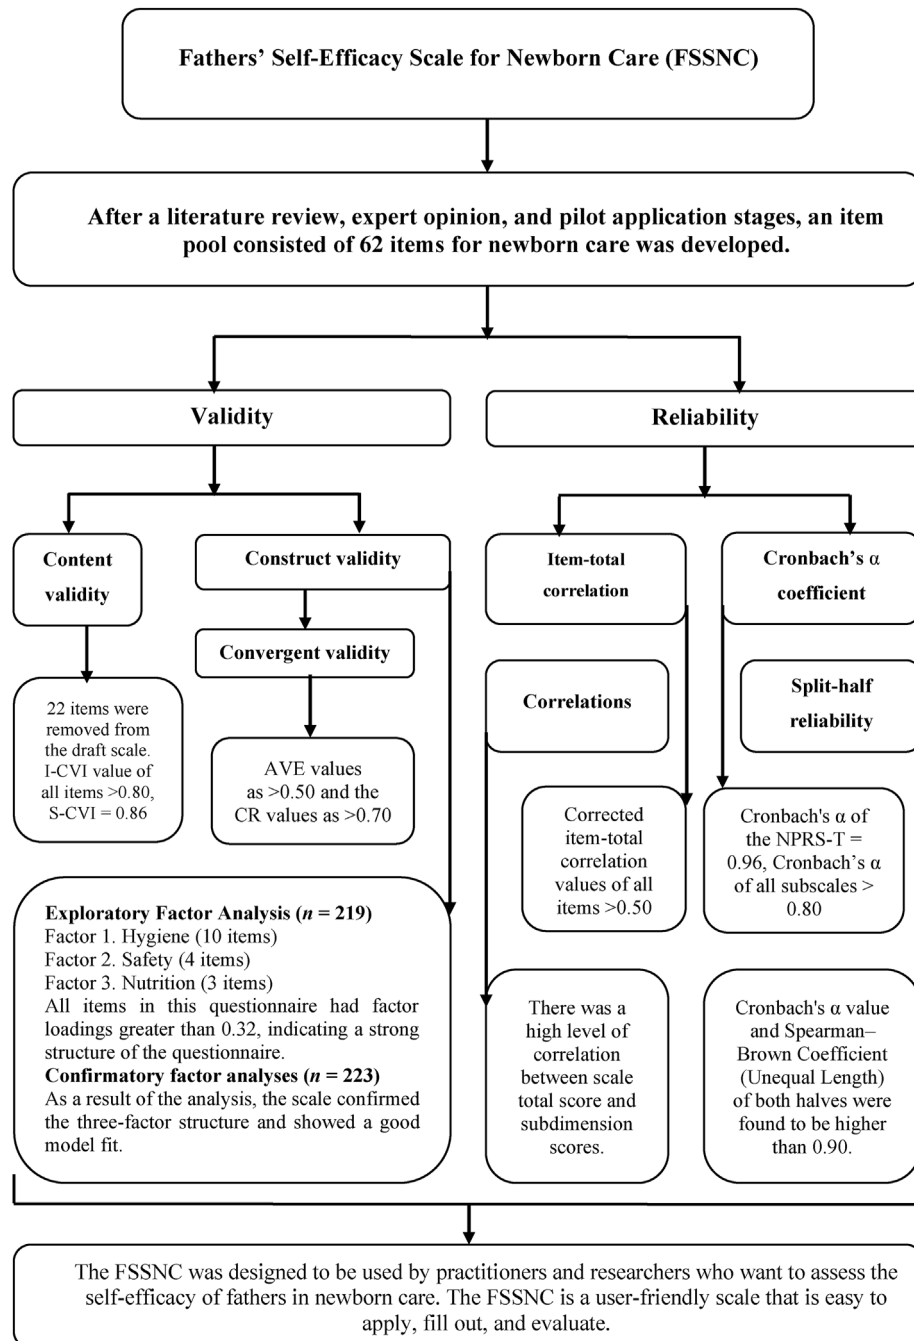 Fathers' Self-Efficacy Scale for Newborn Care (FSSNC)
After a literature review, expert opinion, and pilot application stages, an item
pool consisted of 62 items for newborn care was developed.
Validity
Reliability
Content
validity
Construct validity
Item-total
correlation
Cronbach's α
coefficient
Convergent validity
Correlations
Split-half
reliability
22 items were
removed from
the draft scale.
I-CVI value of
all items >0.80,
S-CVI = 0.86
AVE values
as >0.50 and the
CR values as >0.70
Corrected
item-total
correlation
values of all
items >0.50
Cronbach's α of
the NPRS-T =
0.96, Cronbach's α
of all subscales >
0.80
Exploratory Factor Analysis (n = 219)
Factor 1. Hygiene (10 items)
Factor 2. Safety (4 items)
Factor 3. Nutrition (3 items)
All items in this questionnaire had factor
loadings greater than 0.32, indicating a strong
structure of the questionnaire.
Confirmatory factor analyses (n = 223)
As a result of the analysis, the scale confirmed
the three-factor structure and showed a good
model fit.
There was a
high level of
correlation
between scale
total score and
subdimension
scores.
Cronbach's α value
and Spearman–
Brown Coefficient
(Unequal Length)
of both halves were
found to be higher
than 0.90.
The FSSNC was designed to be used by practitioners and researchers who want to assess the
self-efficacy of fathers in newborn care. The FSSNC is a user-friendly scale that is easy to
apply, fill out, and evaluate.